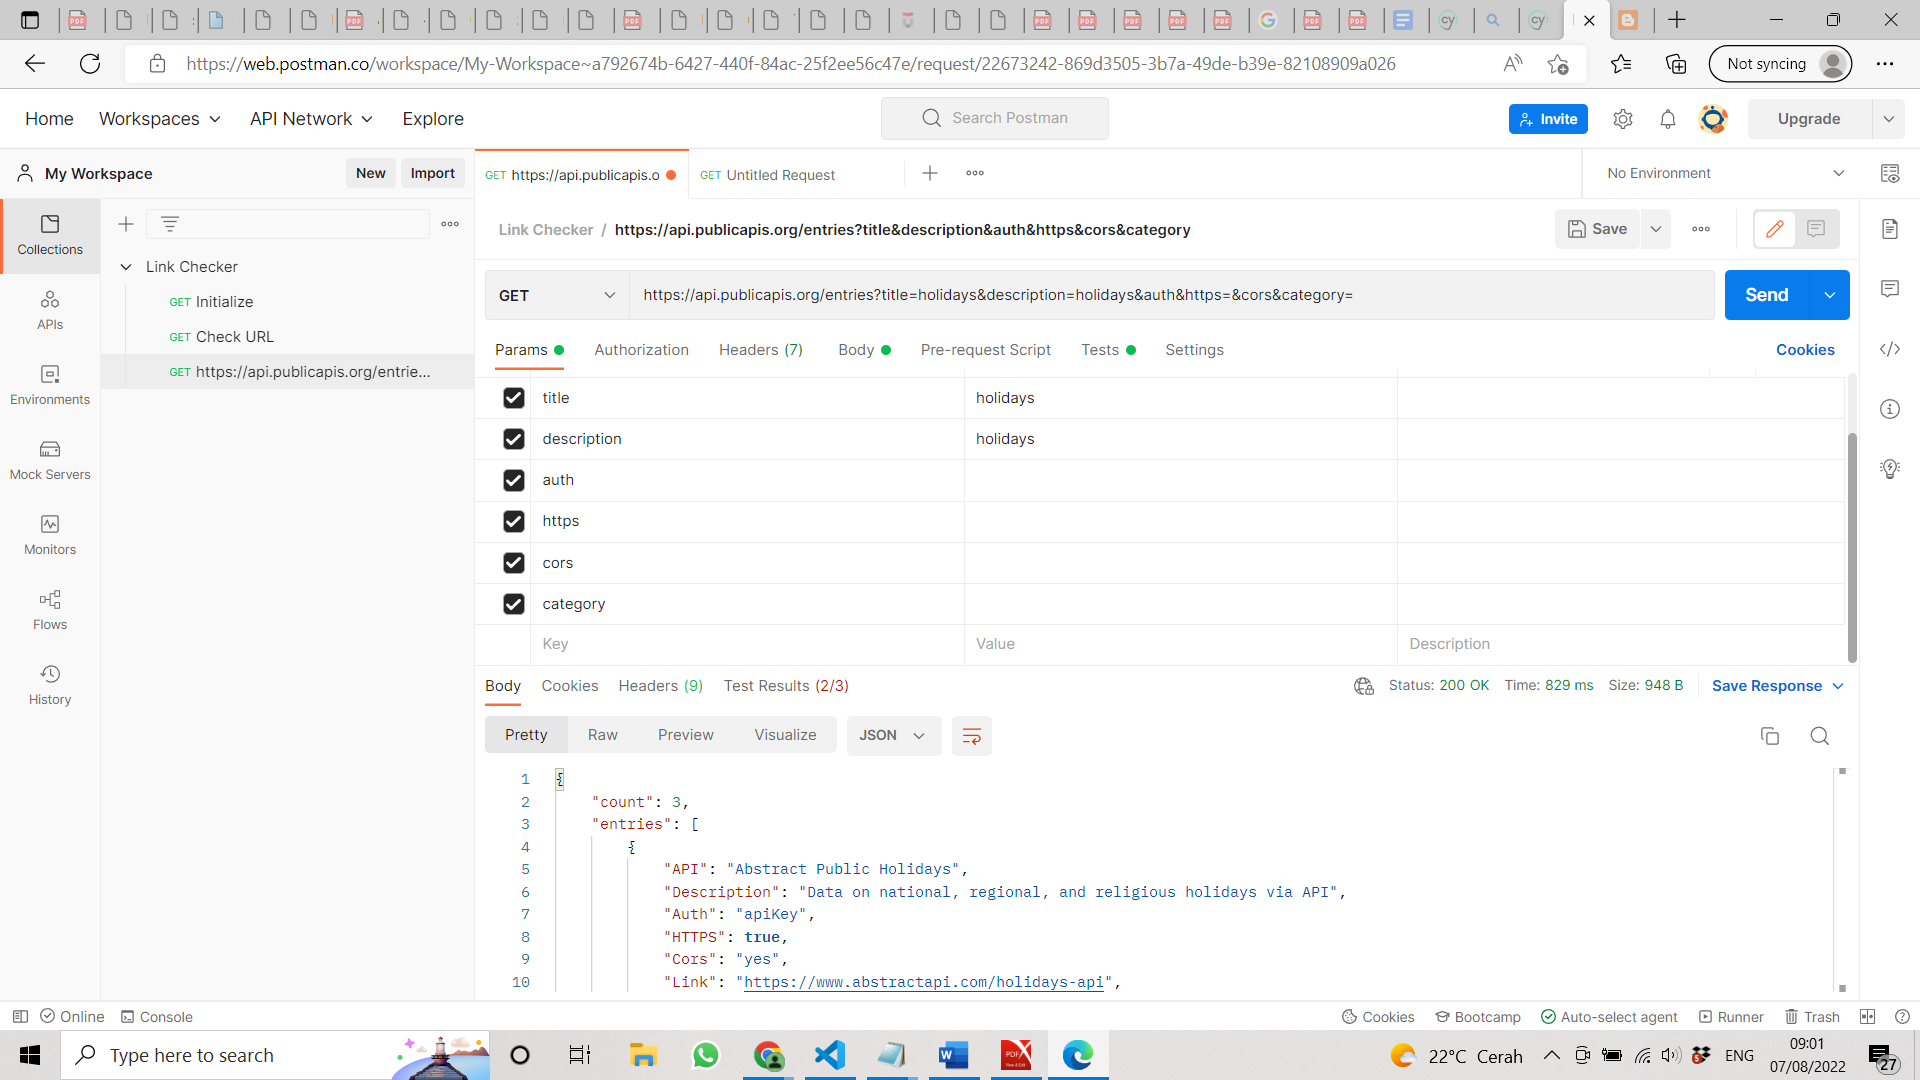 https://web.postman.co/workspace/My-Workspace~a792674b-6427-440f-84ac-25f2ee56c47e/request/22673242-869d3505-3b7a-49de-b39e-82108909a026
Not syncing
Home Workspaces API Network Explore
Search Postman
Invite
Upgrade
My Workspace New Import
GET https://api.publicapis.o
GET Untitled Request
No Environment
Collections
APIs
Environments
Mock Servers
Monitors
Flows
History
Link Checker
GET Initialize
GET Check URL
GET https://api.publicapis.org/entrie...
Link Checker / https://api.publicapis.org/entries?title&description&auth&https&cors&category
Save
GET https://api.publicapis.org/entries?title=holidays&description=holidays&auth&https=&cors&category=
Send
Params Authorization Headers (7) Body Pre-request Script Tests Settings Cookies
title holidays
description holidays
auth
https
cors
category
Key Value Description
Body Cookies Headers (9) Test Results (2/3) Status: 200 OK Time: 829 ms Size: 948 B Save Response
Pretty Raw Preview Visualize JSON
1 {
2 "count": 3,
3 "entries": [
4 {
5 "API": "Abstract Public Holidays",
6 "Description": "Data on national, regional, and religious holidays via API",
7 "Auth": "apiKey",
8 "HTTPS": true,
9 "Cors": "yes",
10 "Link": "https://www.abstractapi.com/holidays-api",
Online Console Cookies Bootcamp Auto-select agent Runner Trash
Type here to search
22°C Cerah ENG
09:01
07/08/2022
27